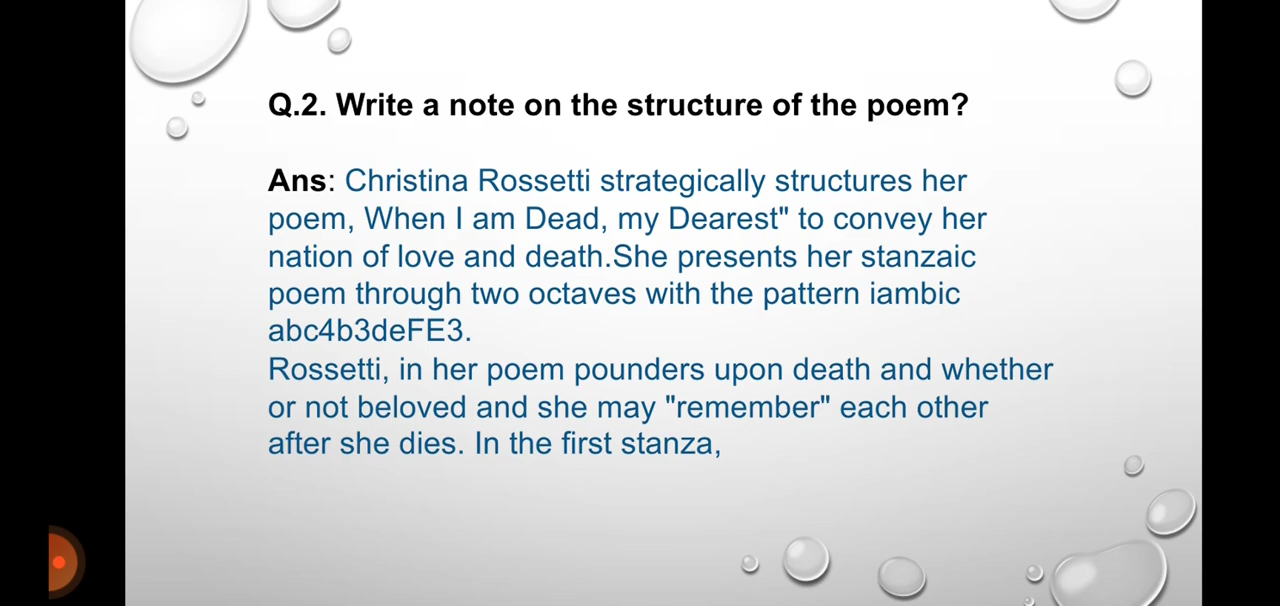 Q.2. Write a note on the structure of the poem?
Ans: Christina Rossetti strategically structures her
poem, When I am Dead, my Dearest" to convey her
nation of love and death.She presents her stanzaic
poem through two octaves with the pattern iambic
abc4b3deFE3.
Rossetti, in her poem pounders upon death and whether
or not beloved and she may "remember" each other
after she dies. In the first stanza,